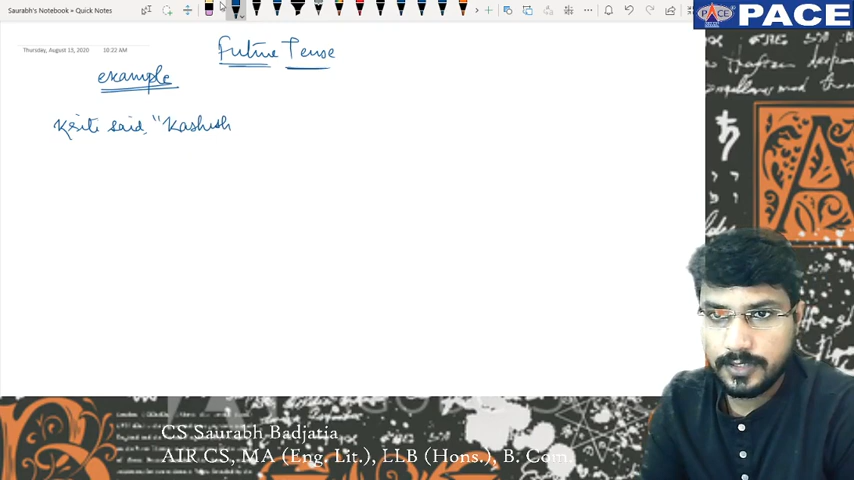 Saurabh's Notebook » Quick Notes
PACE
PACE
Thursday, August 13, 2020 10:22 AM
Future Tense
example
Kriti said, "Kashish
CS Saurabh Badjatia
AIR CS, MA (Eng. Lit.), LLB (Hons.), B. Com.